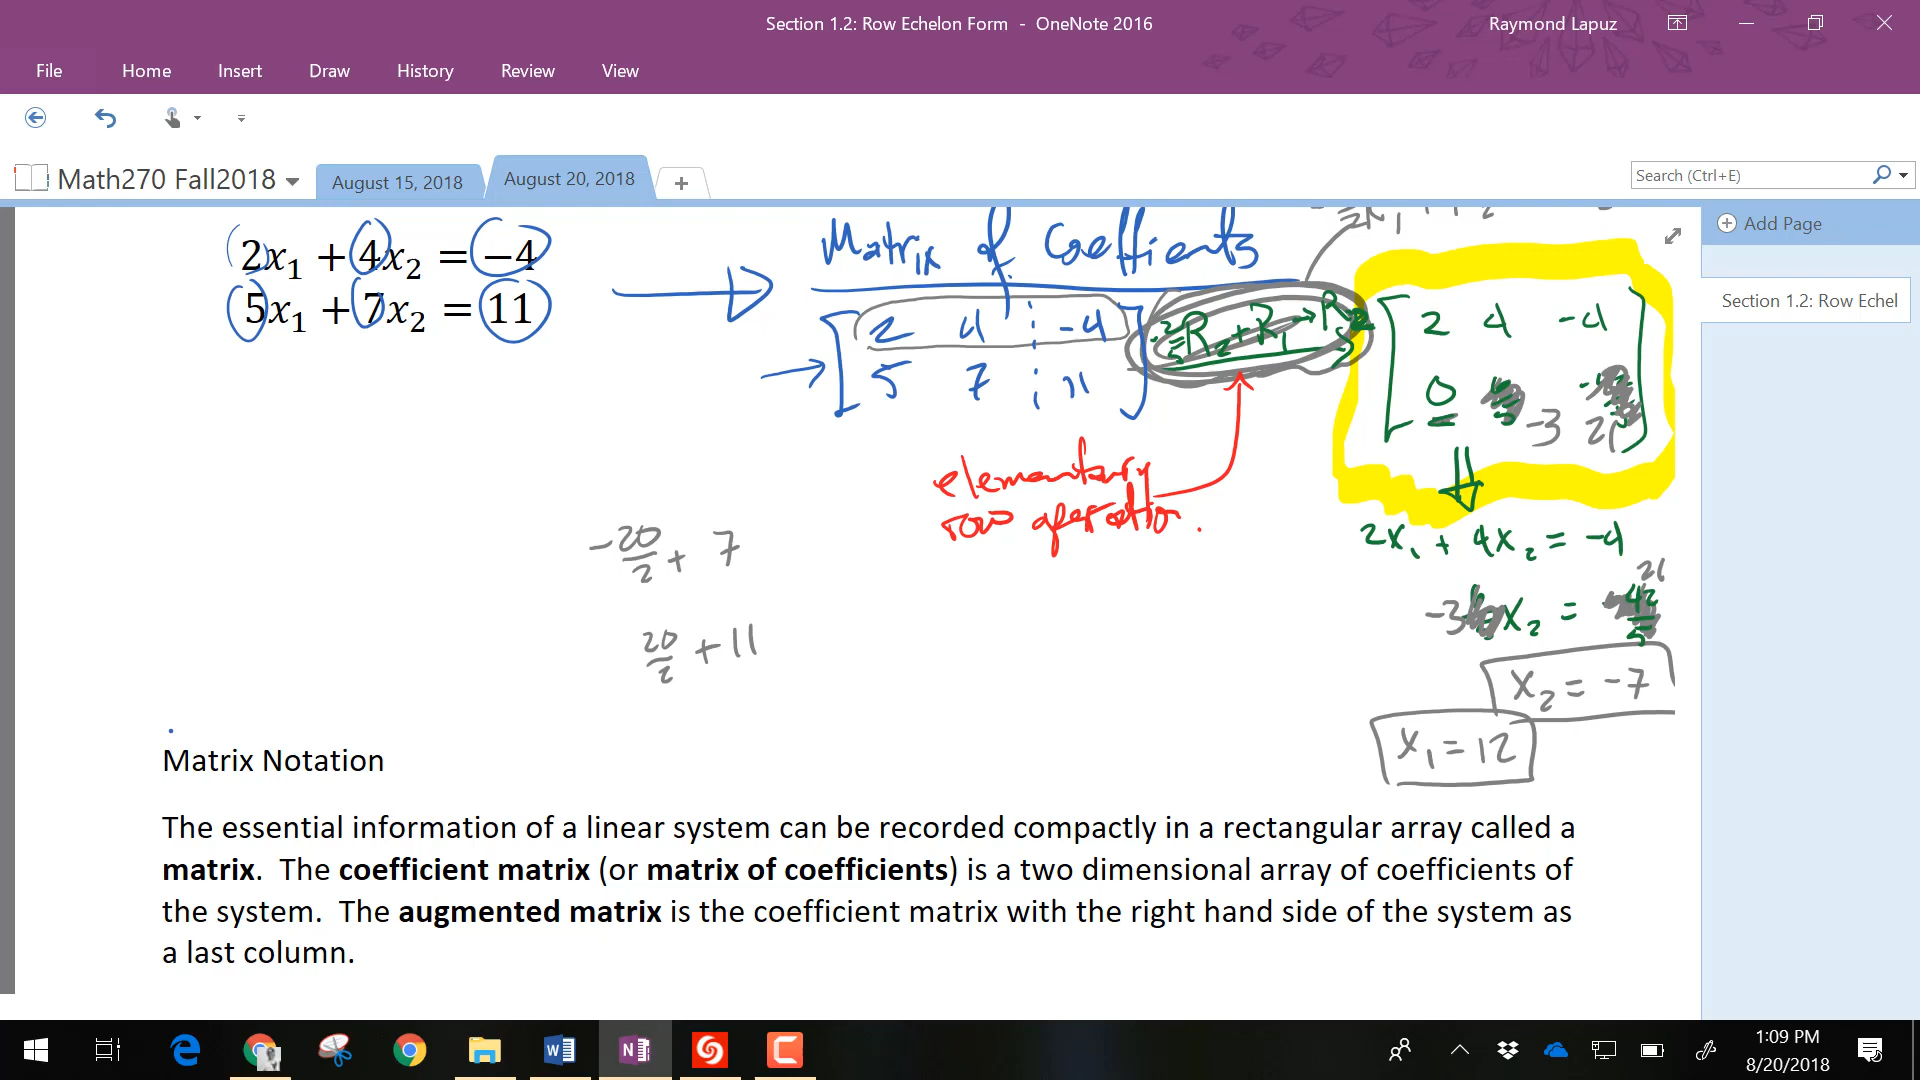 Section 1.2: Row Echelon Form - OneNote 2016
Raymond Lapuz
File Home Insert Draw History Review View
Math270 Fall2018
August 15, 2018
August 20, 2018
Search (Ctrl+E)
Add Page
Section 1.2: Row Echel
2x₁ + 4x₂ = −4
5x₁ + 7x₂ = 11
Matrix of Coefficients
2 4 -4
5 7 11
R₂ + R₁ → R₂
2 4 -4
0 -3 21
elementary
row operation.
-20/2 + 7
20/2 + 11
2x₁ + 4x₂ = -4
-3 x₂ = 21
x₂ = -7
x₁ = 12
Matrix Notation
The essential information of a linear system can be recorded compactly in a rectangular array called a
matrix. The coefficient matrix (or matrix of coefficients) is a two dimensional array of coefficients of
the system. The augmented matrix is the coefficient matrix with the right hand side of the system as
a last column.
1:09 PM
8/20/2018